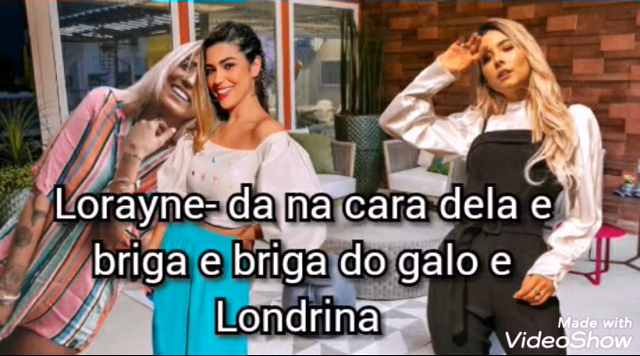 Lorayne- da na cara dela e
briga e briga do galo e
Londrina
Made with
VideoShow